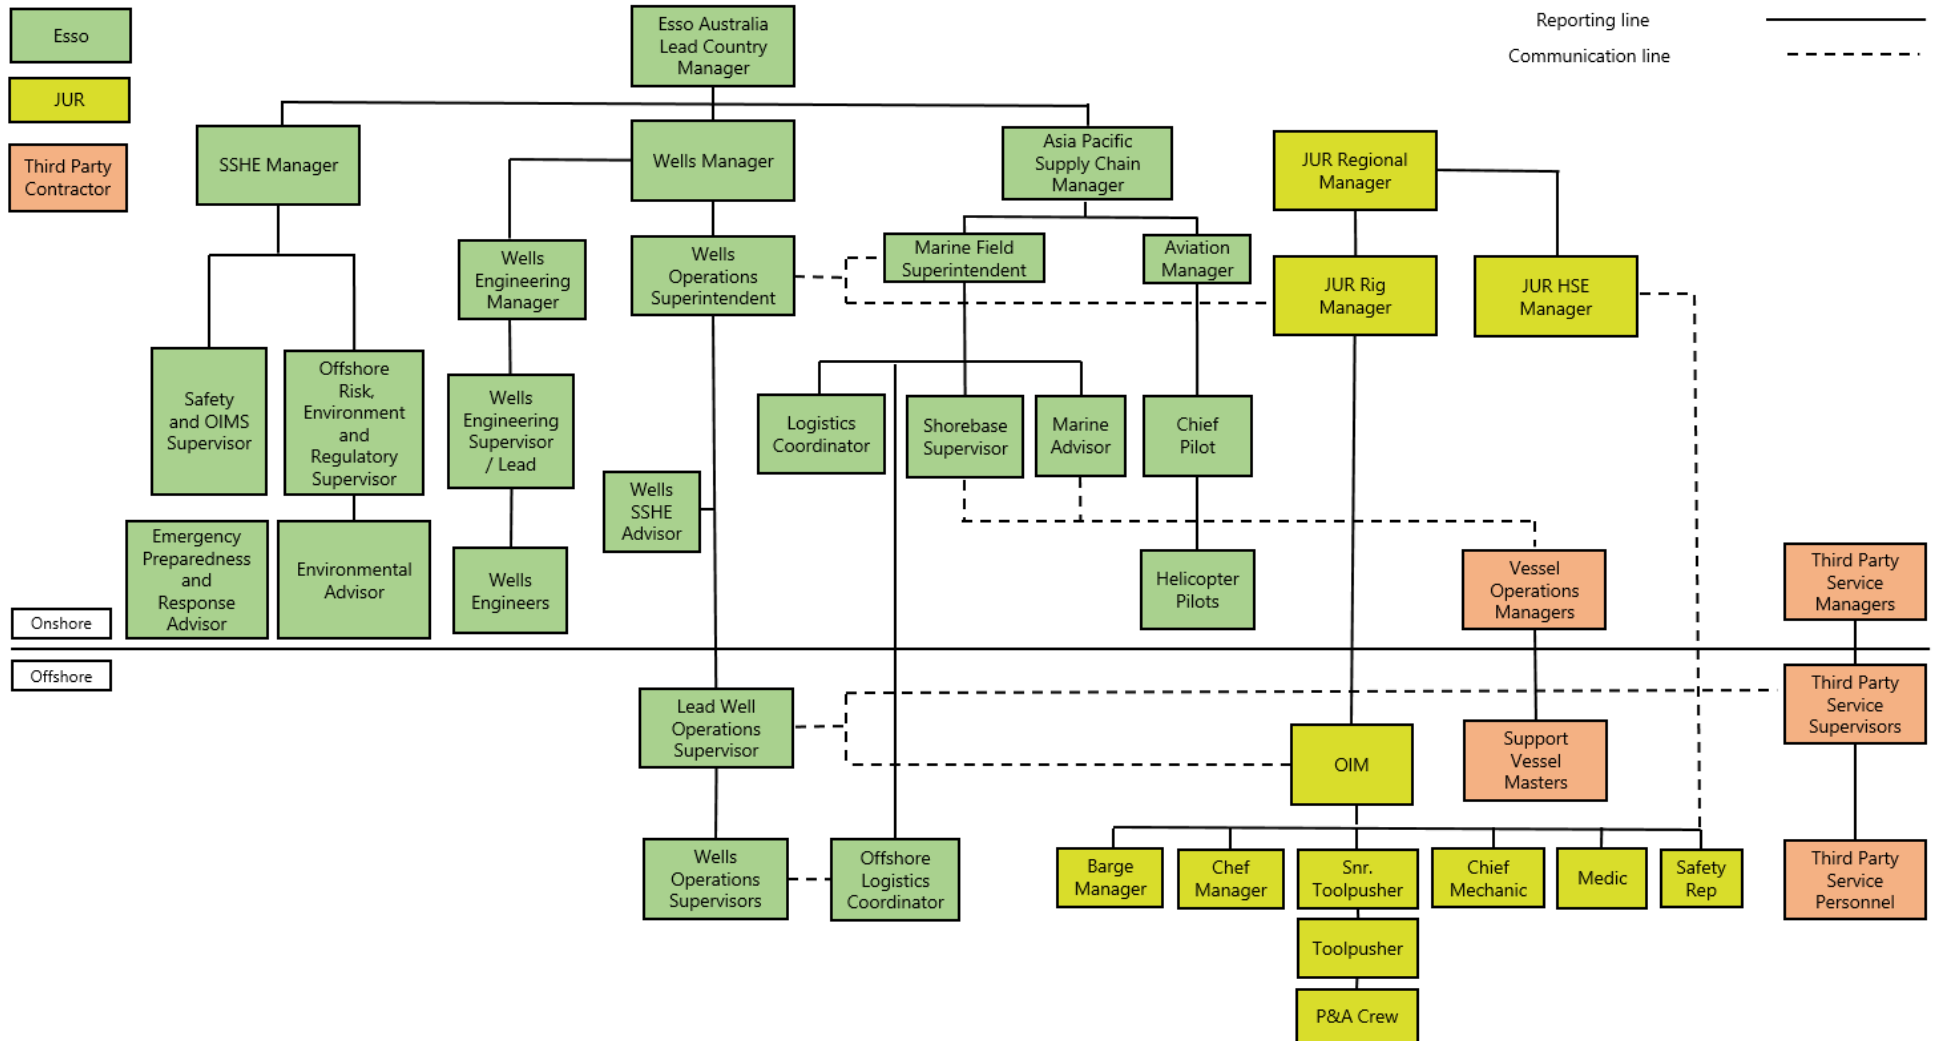 Esso
JUR
Third Party
Contractor
Reporting line
Communication line
Esso Australia
Lead Country
Manager
SSHE Manager
Wells Manager
Asia Pacific
Supply Chain
Manager
JUR Regional
Manager
Wells
Engineering
Manager
Wells
Operations
Superintendent
Marine Field
Superintendent
Aviation
Manager
JUR Rig
Manager
JUR HSE
Manager
Safety
and OIMS
Supervisor
Offshore
Risk,
Environment
and
Regulatory
Supervisor
Wells
Engineering
Supervisor
/ Lead
Logistics
Coordinator
Shorebase
Supervisor
Marine
Advisor
Chief
Pilot
Wells
SSHE
Advisor
Emergency
Preparedness
and
Response
Advisor
Environmental
Advisor
Wells
Engineers
Helicopter
Pilots
Vessel
Operations
Managers
Third Party
Service
Managers
Onshore
Offshore
Lead Well
Operations
Supervisor
OIM
Support
Vessel
Masters
Third Party
Service
Supervisors
Wells
Operations
Supervisors
Offshore
Logistics
Coordinator
Barge
Manager
Chef
Manager
Snr.
Toolpusher
Chief
Mechanic
Medic
Safety
Rep
Third Party
Service
Personnel
Toolpusher
P&A Crew